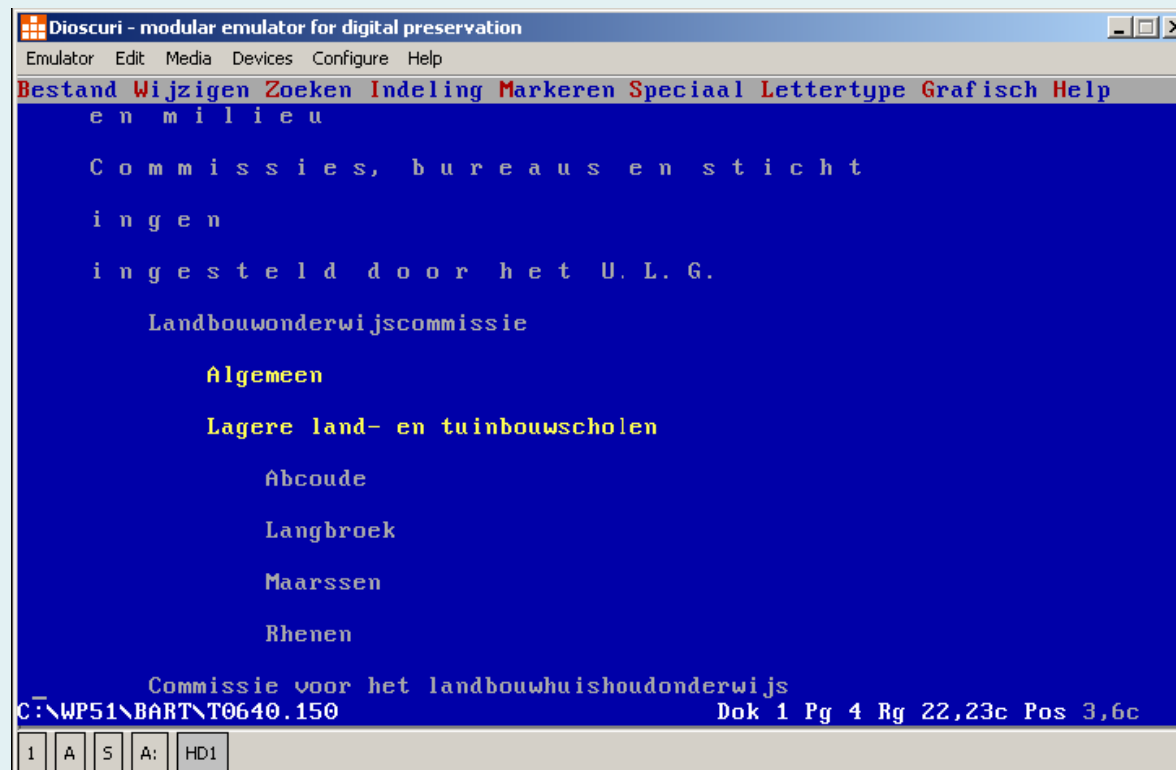 Dioscuri - modular emulator for digital preservation
Emulator Edit Media Devices Configure Help
Bestand Wijzigen Zoeken Indeling Markeren Speciaal Lettertype Grafisch Help
e n  m i l i e u
C o m m i s s i e s,  b u r e a u s  e n  s t i c h t
i n g e n
i n g e s t e l d  d o o r  h e t  U. L. G.
Landbouwonderwijscommissie
Algemeen
Lagere land- en tuinbouwscholen
Abcoude
Langbroek
Maarssen
Rhenen
Commissie voor het landbouwhuishoudonderwijs
C:\WP51\BART\T0640.150 Dok 1 Pg 4 Rg 22,23c Pos 3,6c
1 A S A: HD1